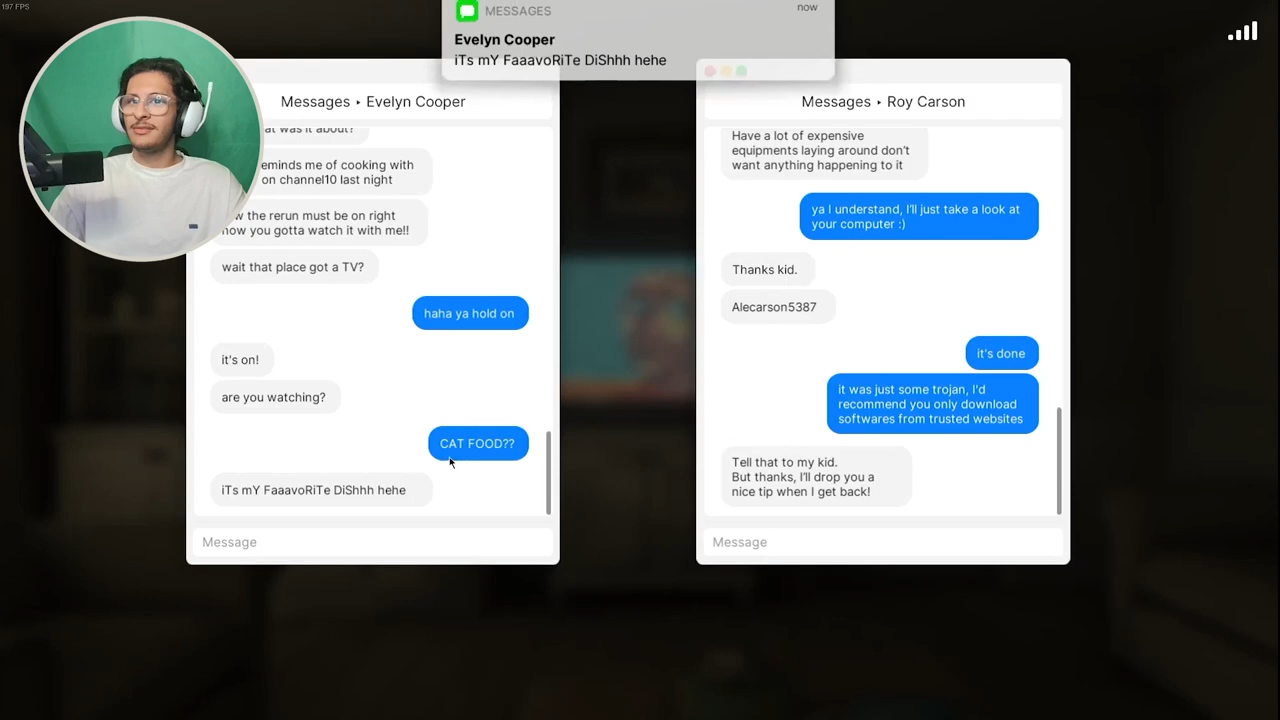 197 FPS
MESSAGES
now
Evelyn Cooper
iTs mY FaaavoRiTe DiShhh hehe
Messages ‣ Evelyn Cooper
at was it about?
eminds me of cooking with
on channel10 last night
w the rerun must be on right
now you gotta watch it with me!!
wait that place got a TV?
haha ya hold on
it's on!
are you watching?
CAT FOOD??
iTs mY FaaavoRiTe DiShhh hehe
Message
Messages ‣ Roy Carson
Have a lot of expensive
equipments laying around don't
want anything happening to it
ya I understand, I'll just take a look at
your computer :)
Thanks kid.
Alecarson5387
it's done
it was just some trojan, I'd
recommend you only download
softwares from trusted websites
Tell that to my kid.
But thanks, I'll drop you a
nice tip when I get back!
Message